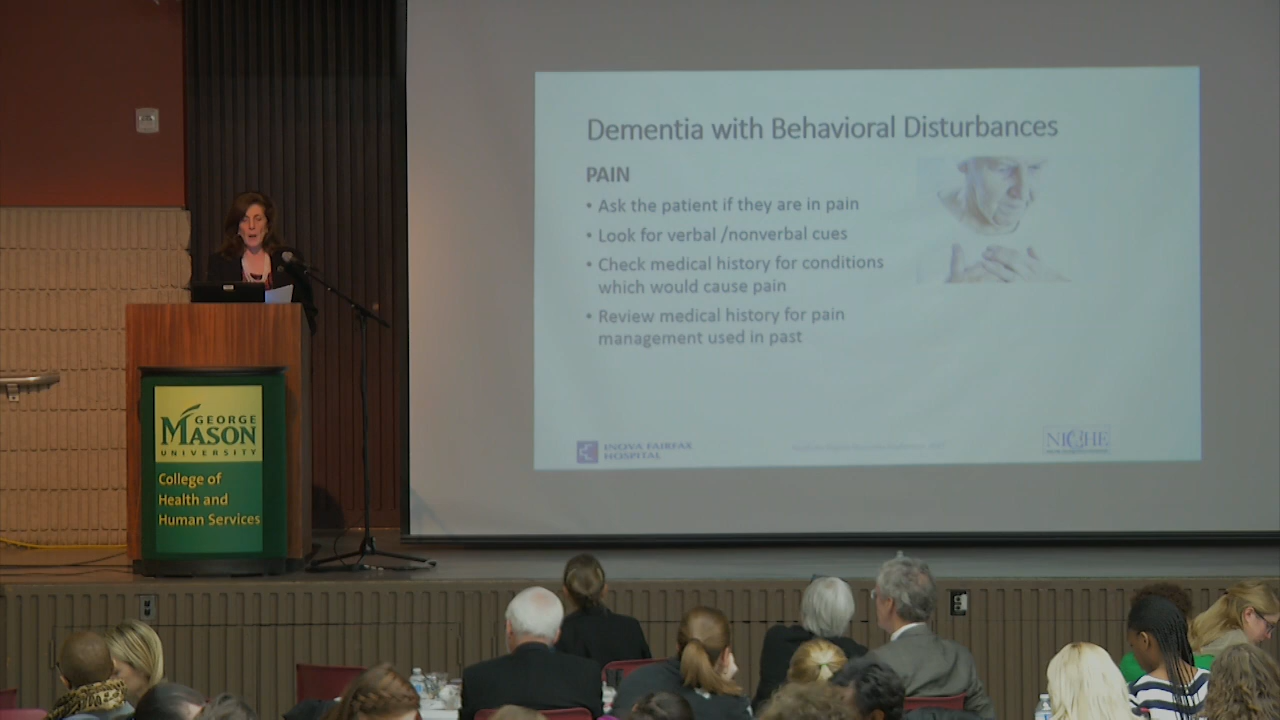 Dementia with Behavioral Disturbances
PAIN
• Ask the patient if they are in pain
• Look for verbal /nonverbal cues
• Check medical history for conditions
which would cause pain
• Review medical history for pain
management used in past
INOVA FAIRFAX
HOSPITAL
NICHE
GEORGE
MASON
UNIVERSITY
College of
Health and
Human Services